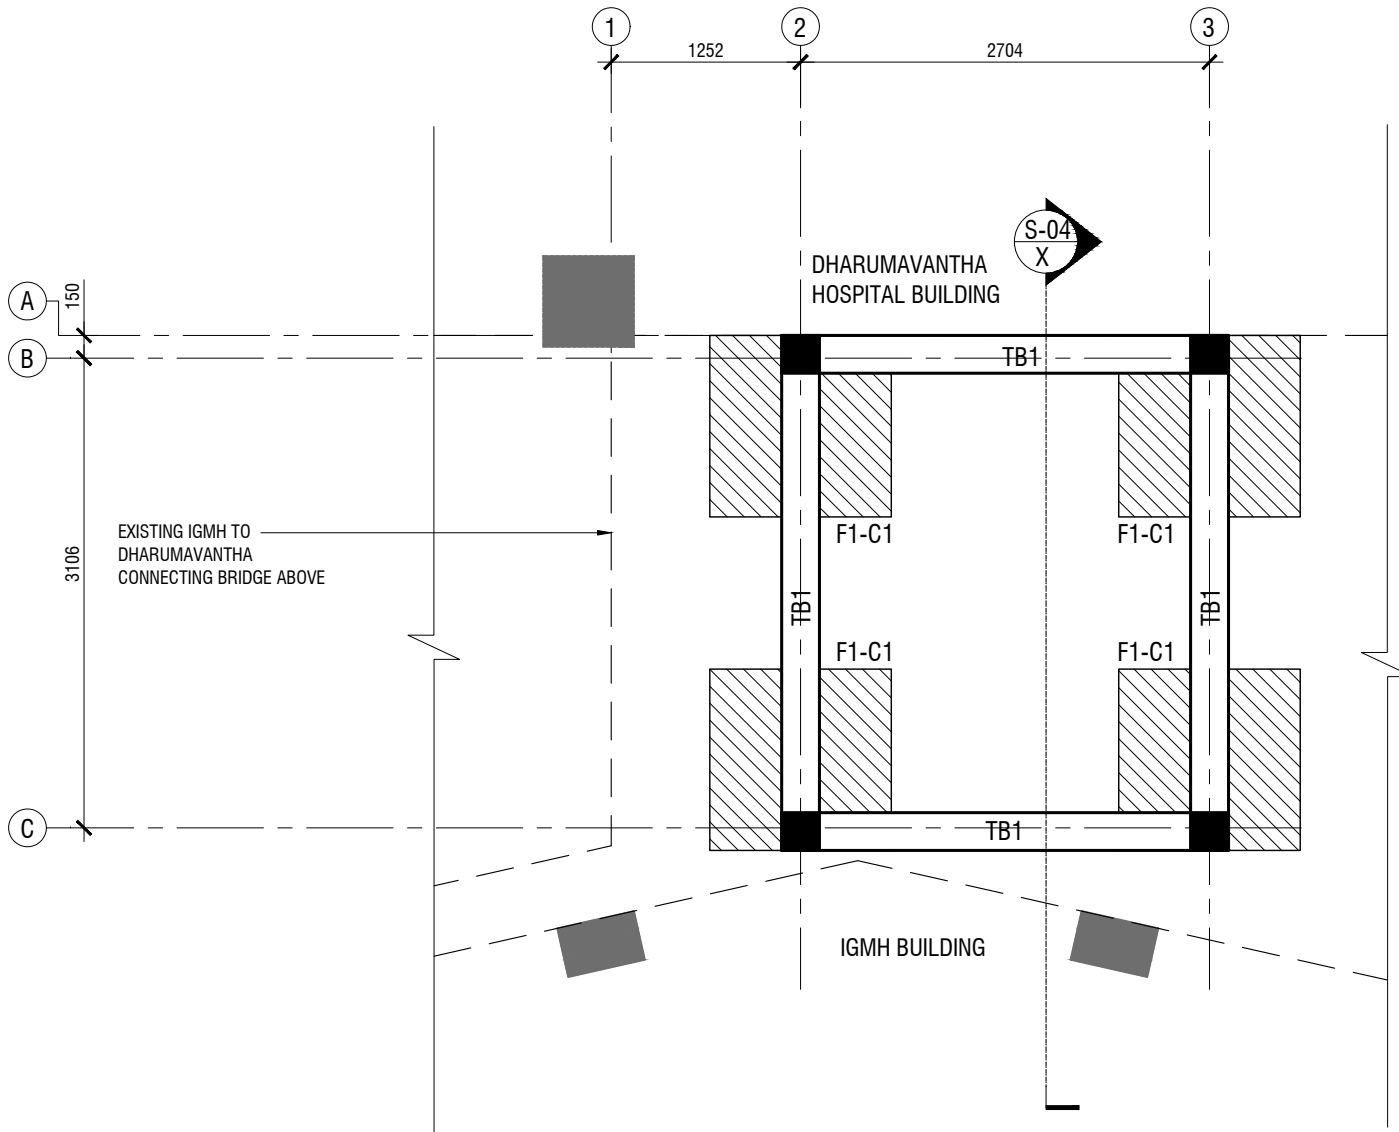 1
2
3
1252
2704
S-04
X
DHARUMAVANTHA
HOSPITAL BUILDING
A
150
B
TB1
EXISTING IGMH TO
DHARUMAVANTHA
CONNECTING BRIDGE ABOVE
3106
F1-C1
F1-C1
TB1
TB1
F1-C1
F1-C1
C
TB1
IGMH BUILDING